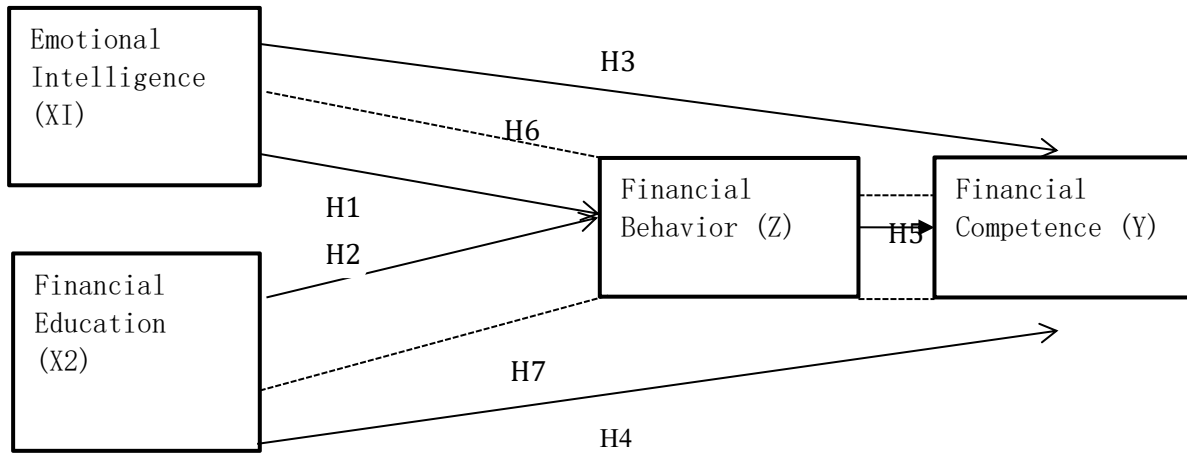 Emotional
Intelligence
(XI)
H3
H6
H1
Financial
Behavior (Z)
H5
Financial
Competence (Y)
H2
Financial
Education
(X2)
H7
H4